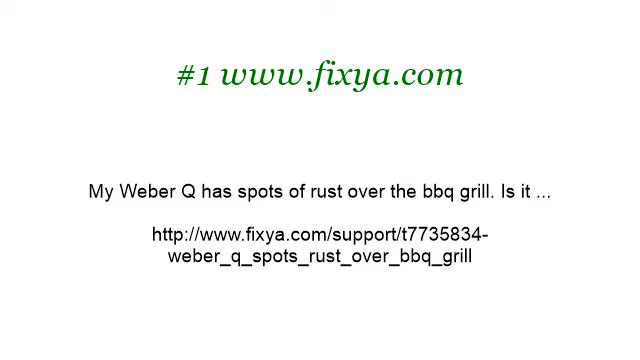 #1 www.fixya.com
My Weber Q has spots of rust over the bbq grill. Is it ...
http://www.fixya.com/support/t7735834-
weber_q_spots_rust_over_bbq_grill